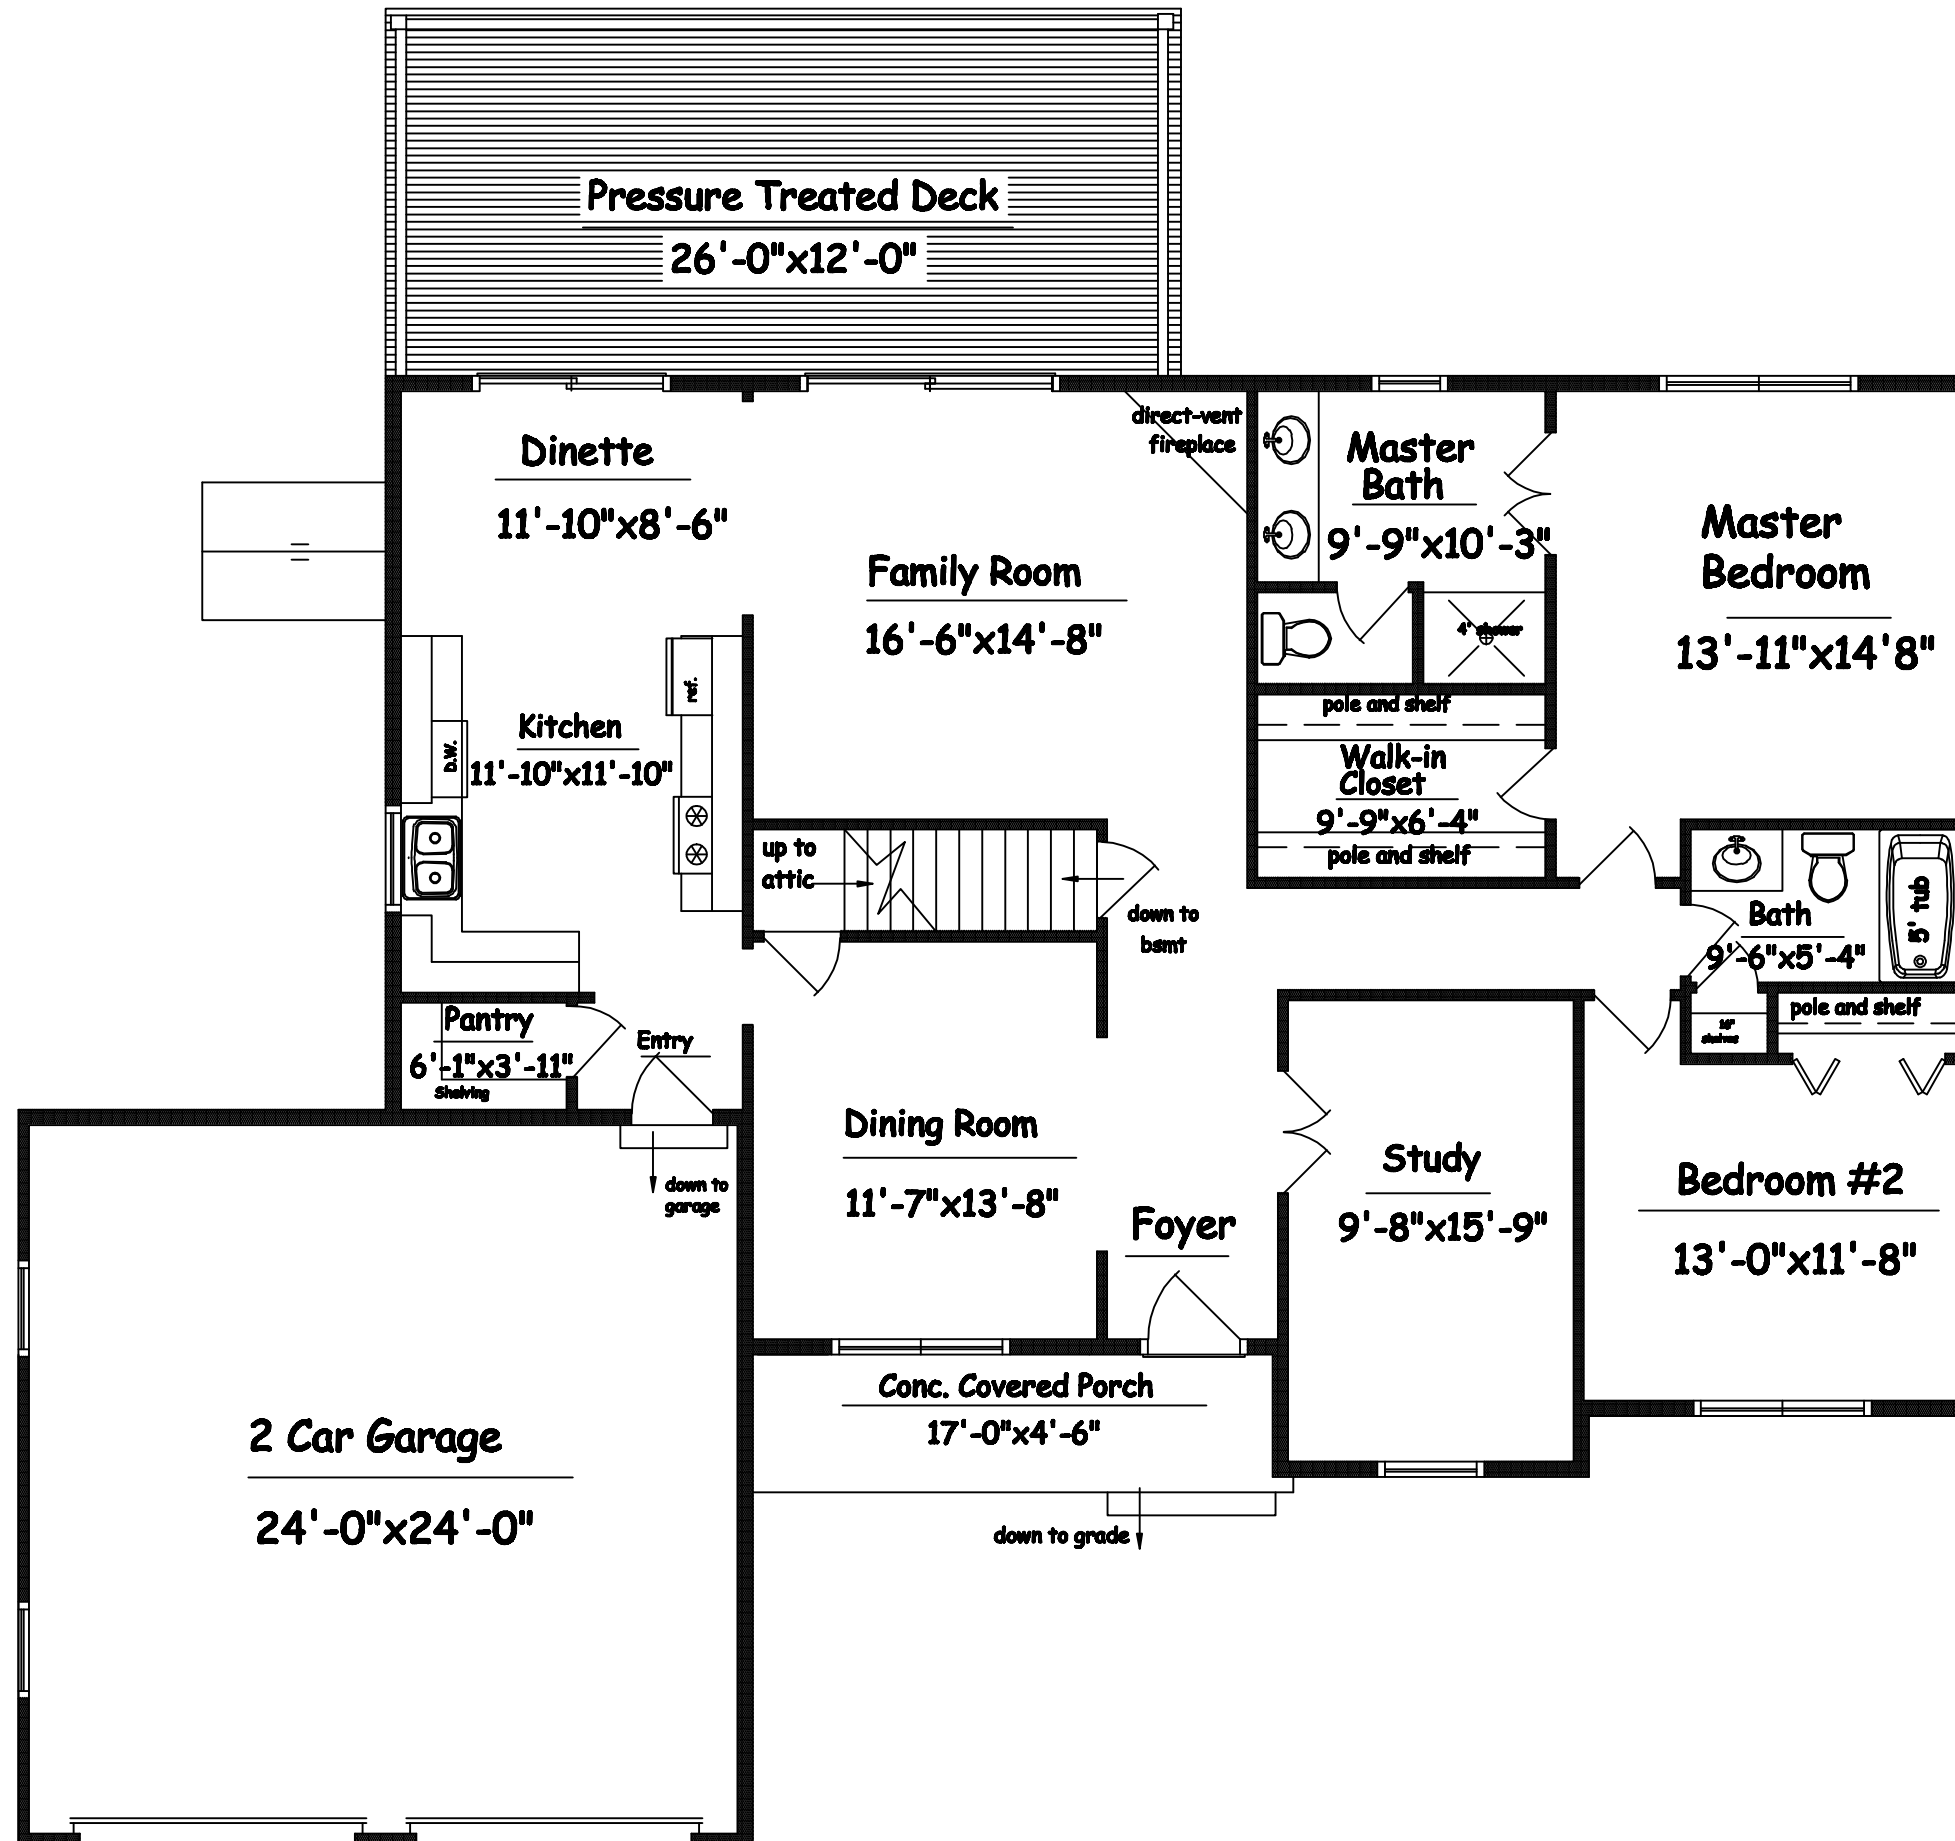 Pressure Treated Deck
26'-0"x12'-0"
direct-vent
fireplace
Dinette
11'-10"x8'-6"
Master
Bath
9'-9"x10'-3"
Master
Bedroom
13'-11"x14'8"
Family Room
16'-6"x14'-8"
4' shower
ref.
pole and shelf
Kitchen
11'-10"x11'-10"
D.W.
Walk-in
Closet
9'-9"x6'-4"
pole and shelf
up to
attic
down to
bsmt
Bath
9'-6"x5'-4"
5' tub
pole and shelf
16"
shelves
Pantry
6'-1"x3'-11"
Shelving
Entry
Dining Room
11'-7"x13'-8"
Study
9'-8"x15'-9"
Bedroom #2
13'-0"x11'-8"
down to
garage
Foyer
Conc. Covered Porch
17'-0"x4'-6"
2 Car Garage
24'-0"x24'-0"
down to grade